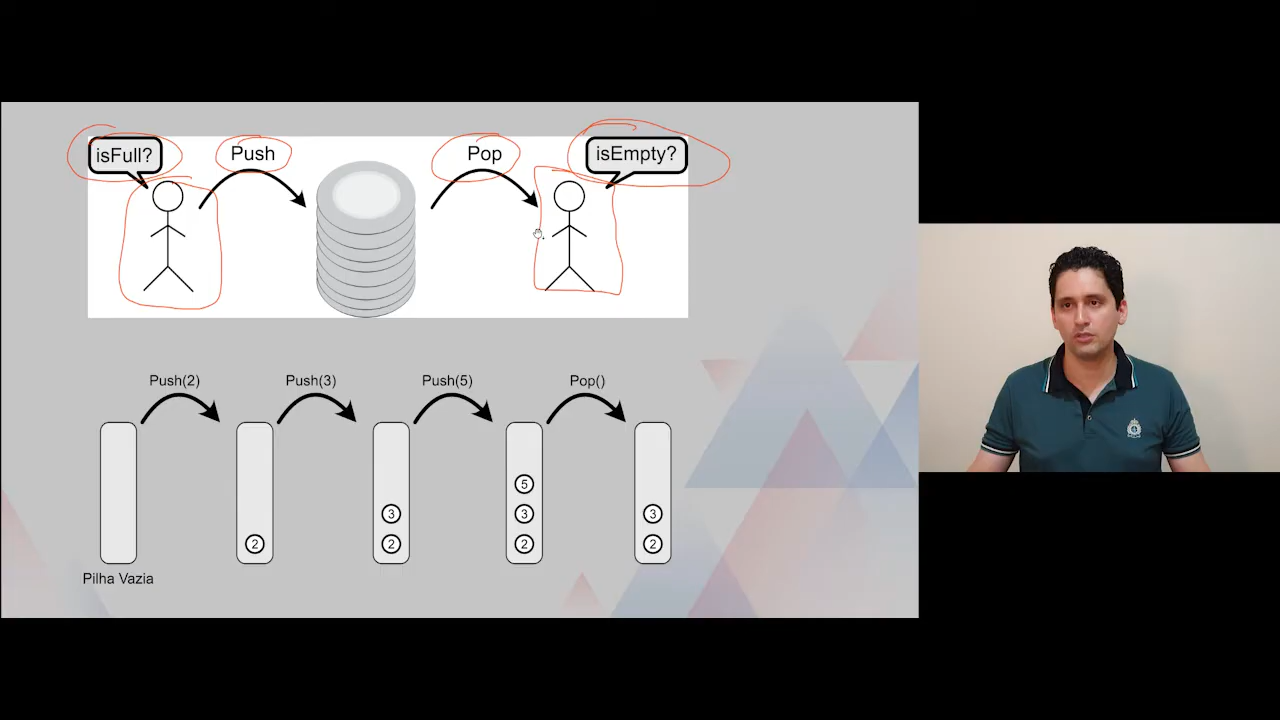 isFull?
Push
Pop
isEmpty?
Push(2)
Push(3)
Push(5)
Pop()
5
3
3
3
2
2
2
2
Pilha Vazia